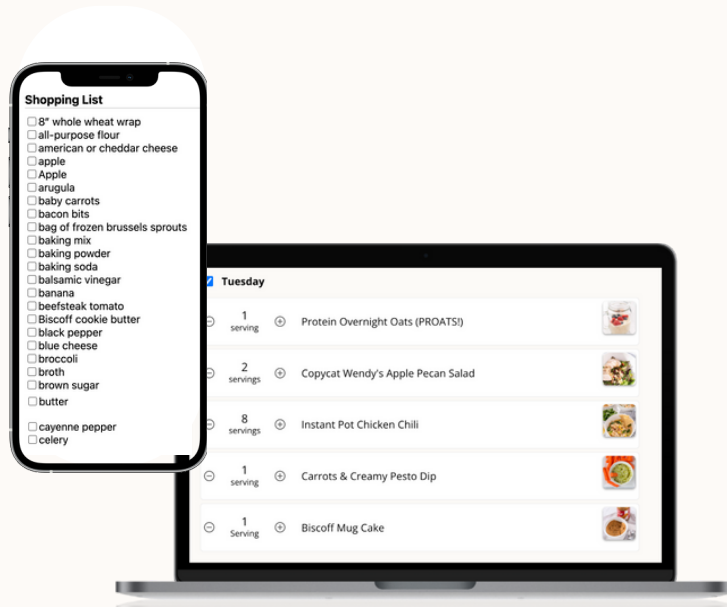 Shopping List
8" whole wheat wrap
all-purpose flour
american or cheddar cheese
apple
Apple
arugula
baby carrots
bacon bits
bag of frozen brussels sprouts
baking mix
baking powder
baking soda
balsamic vinegar
banana
beefsteak tomato
Biscoff cookie butter
black pepper
blue cheese
broccoli
broth
brown sugar
butter
cayenne pepper
celery
Tuesday
1
serving
Protein Overnight Oats (PROATS!)
2
servings
Copycat Wendy's Apple Pecan Salad
8
servings
Instant Pot Chicken Chili
1
serving
Carrots & Creamy Pesto Dip
1
Serving
Biscoff Mug Cake